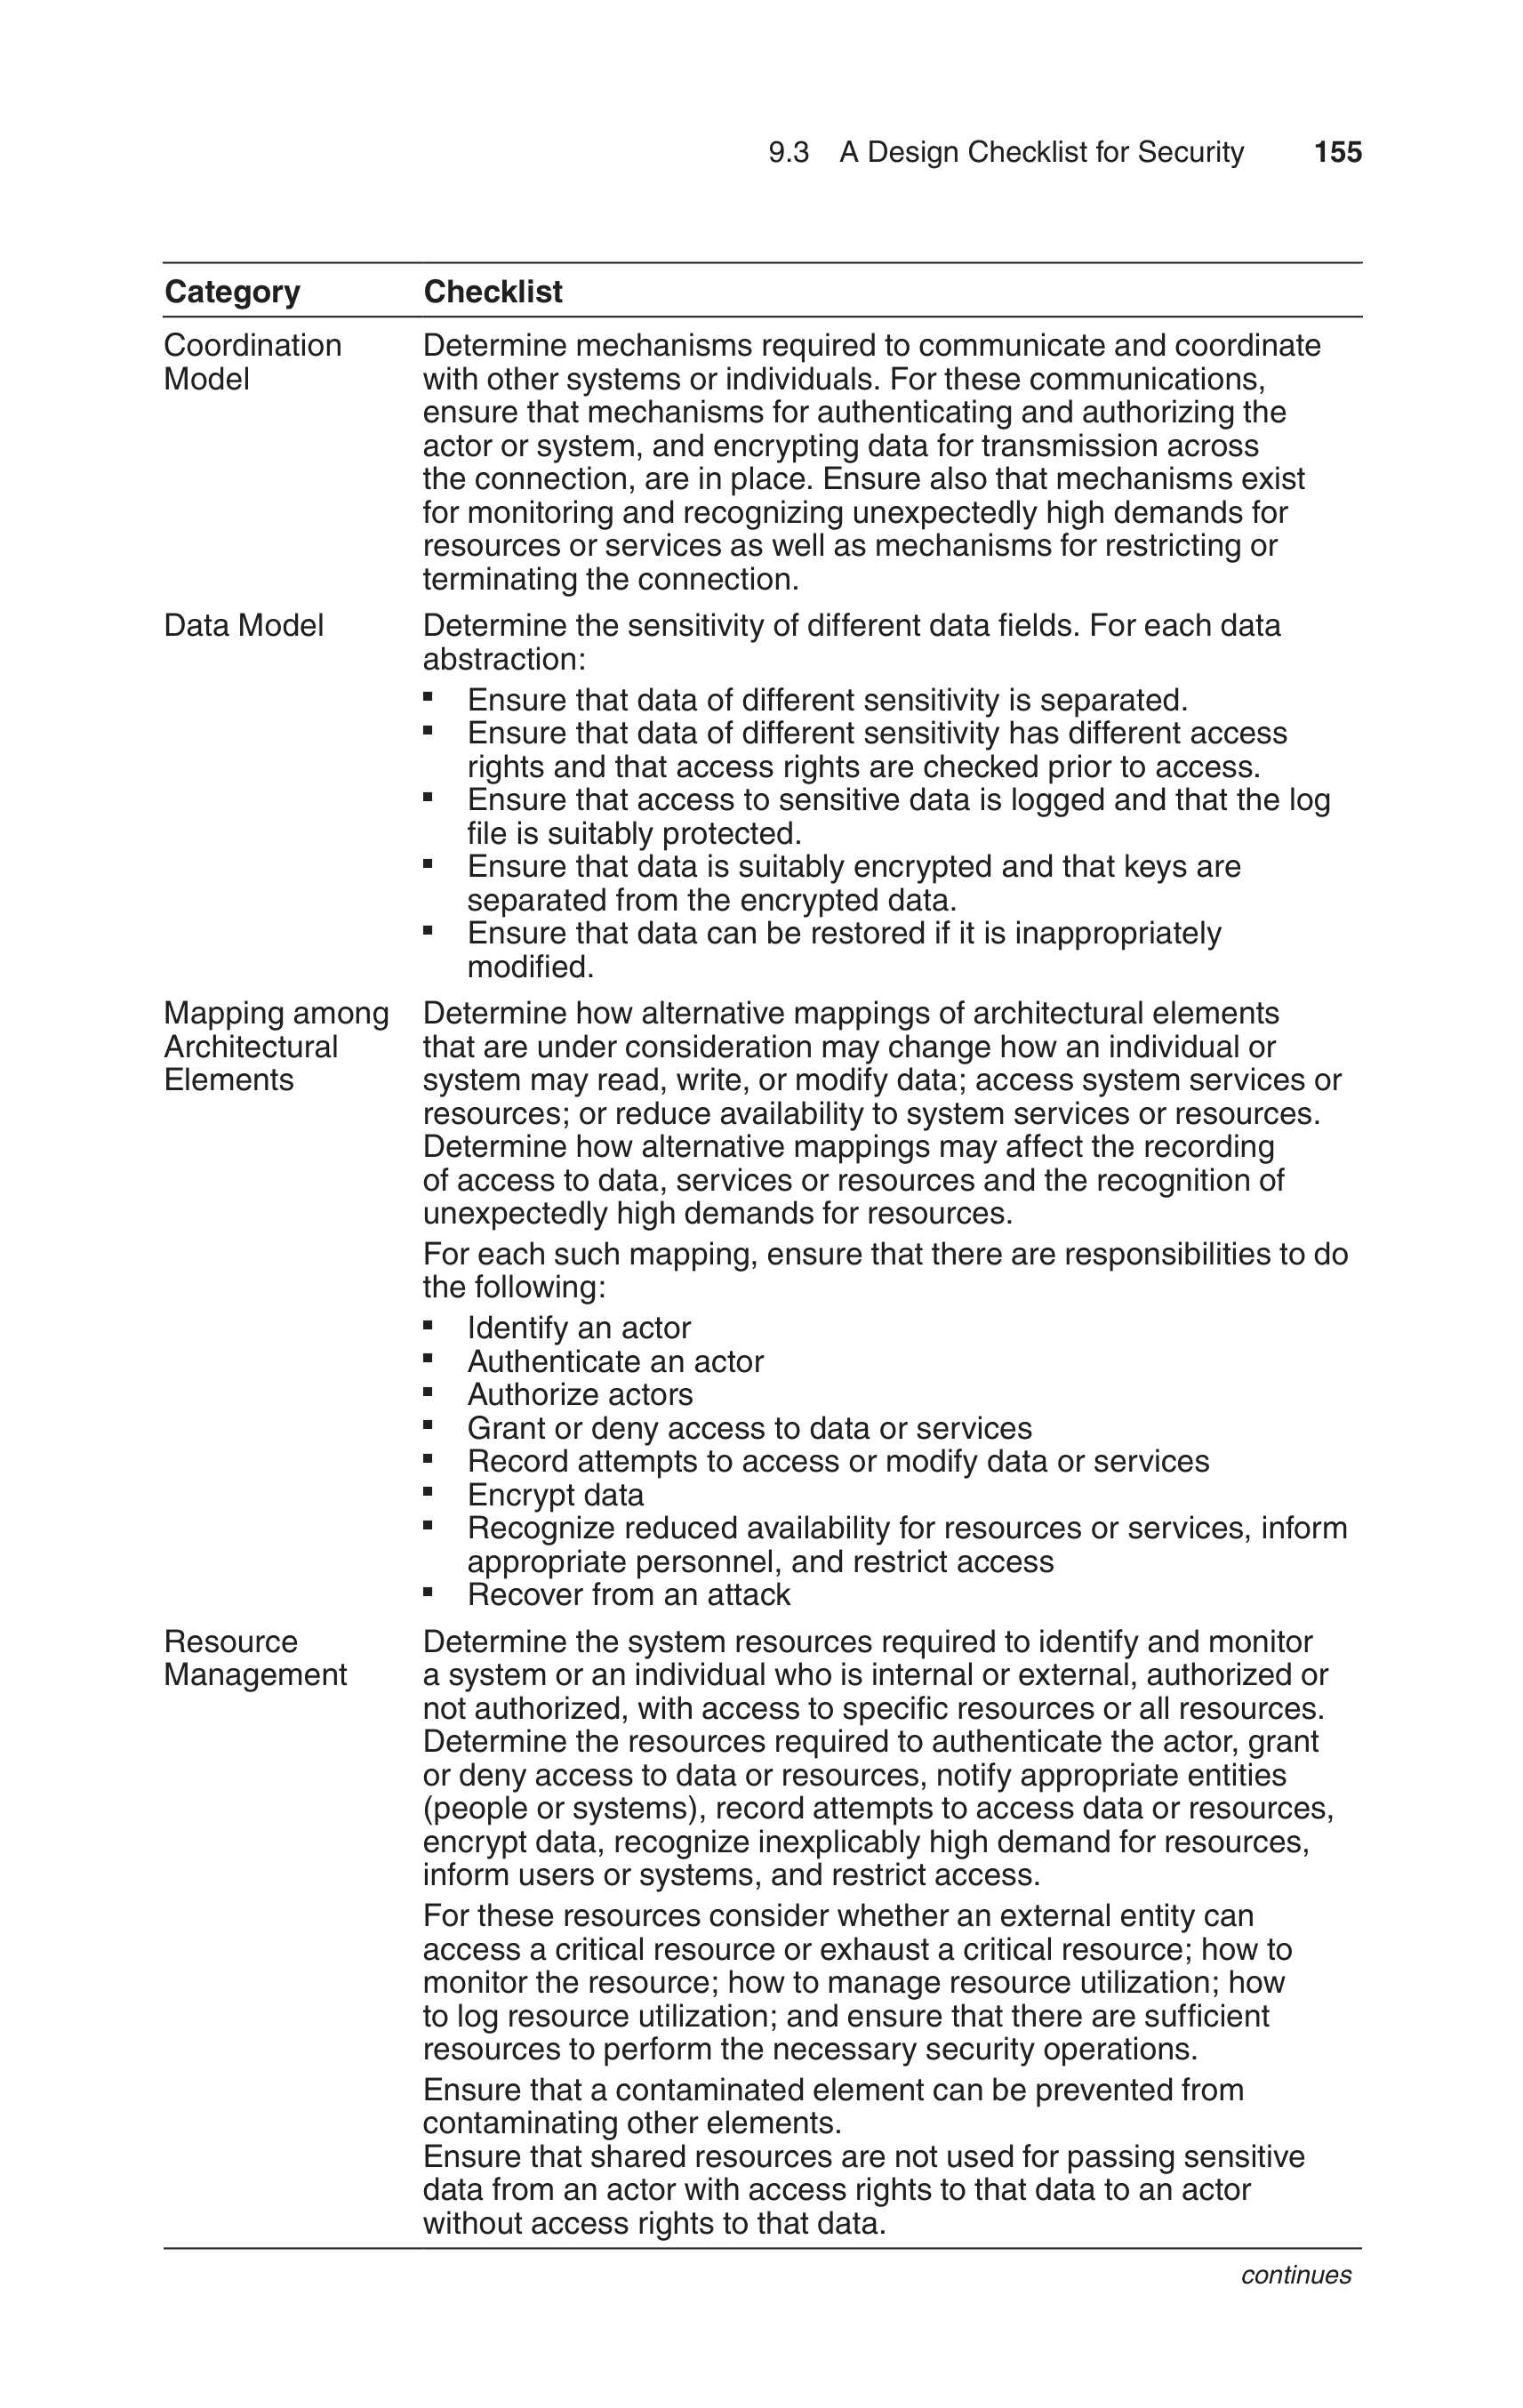 9.3 A Design Checklist for Security 155
Category Checklist
Coordination Model
Determine mechanisms required to communicate and coordinate
with other systems or individuals. For these communications,
ensure that mechanisms for authenticating and authorizing the
actor or system, and encrypting data for transmission across
the connection, are in place. Ensure also that mechanisms exist
for monitoring and recognizing unexpectedly high demands for
resources or services as well as mechanisms for restricting or
terminating the connection.
Data Model
Determine the sensitivity of different data fields. For each data
abstraction:
▪ Ensure that data of different sensitivity is separated.
▪ Ensure that data of different sensitivity has different access
rights and that access rights are checked prior to access.
▪ Ensure that access to sensitive data is logged and that the log
file is suitably protected.
▪ Ensure that data is suitably encrypted and that keys are
separated from the encrypted data.
▪ Ensure that data can be restored if it is inappropriately
modified.
Mapping among
Architectural
Elements
Determine how alternative mappings of architectural elements
that are under consideration may change how an individual or
system may read, write, or modify data; access system services or
resources; or reduce availability to system services or resources.
Determine how alternative mappings may affect the recording
of access to data, services or resources and the recognition of
unexpectedly high demands for resources.
For each such mapping, ensure that there are responsibilities to do
the following:
▪ Identify an actor
▪ Authenticate an actor
▪ Authorize actors
▪ Grant or deny access to data or services
▪ Record attempts to access or modify data or services
▪ Encrypt data
▪ Recognize reduced availability for resources or services, inform
appropriate personnel, and restrict access
▪ Recover from an attack
Resource
Management
Determine the system resources required to identify and monitor
a system or an individual who is internal or external, authorized or
not authorized, with access to specific resources or all resources.
Determine the resources required to authenticate the actor, grant
or deny access to data or resources, notify appropriate entities
(people or systems), record attempts to access data or resources,
encrypt data, recognize inexplicably high demand for resources,
inform users or systems, and restrict access.
For these resources consider whether an external entity can
access a critical resource or exhaust a critical resource; how to
monitor the resource; how to manage resource utilization; how
to log resource utilization; and ensure that there are sufficient
resources to perform the necessary security operations.
Ensure that a contaminated element can be prevented from
contaminating other elements.
Ensure that shared resources are not used for passing sensitive
data from an actor with access rights to that data to an actor
without access rights to that data.
continues